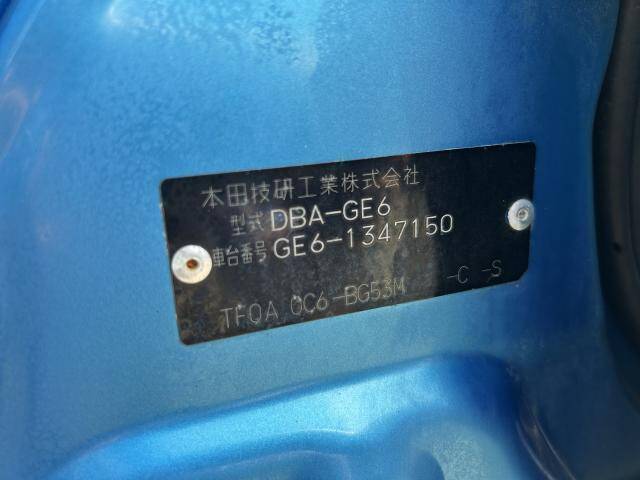 本田技研工業株式会社
型式 DBA-GE6
車台番号 GE6-1347150
TF0A 0C6-BG53M -C -S